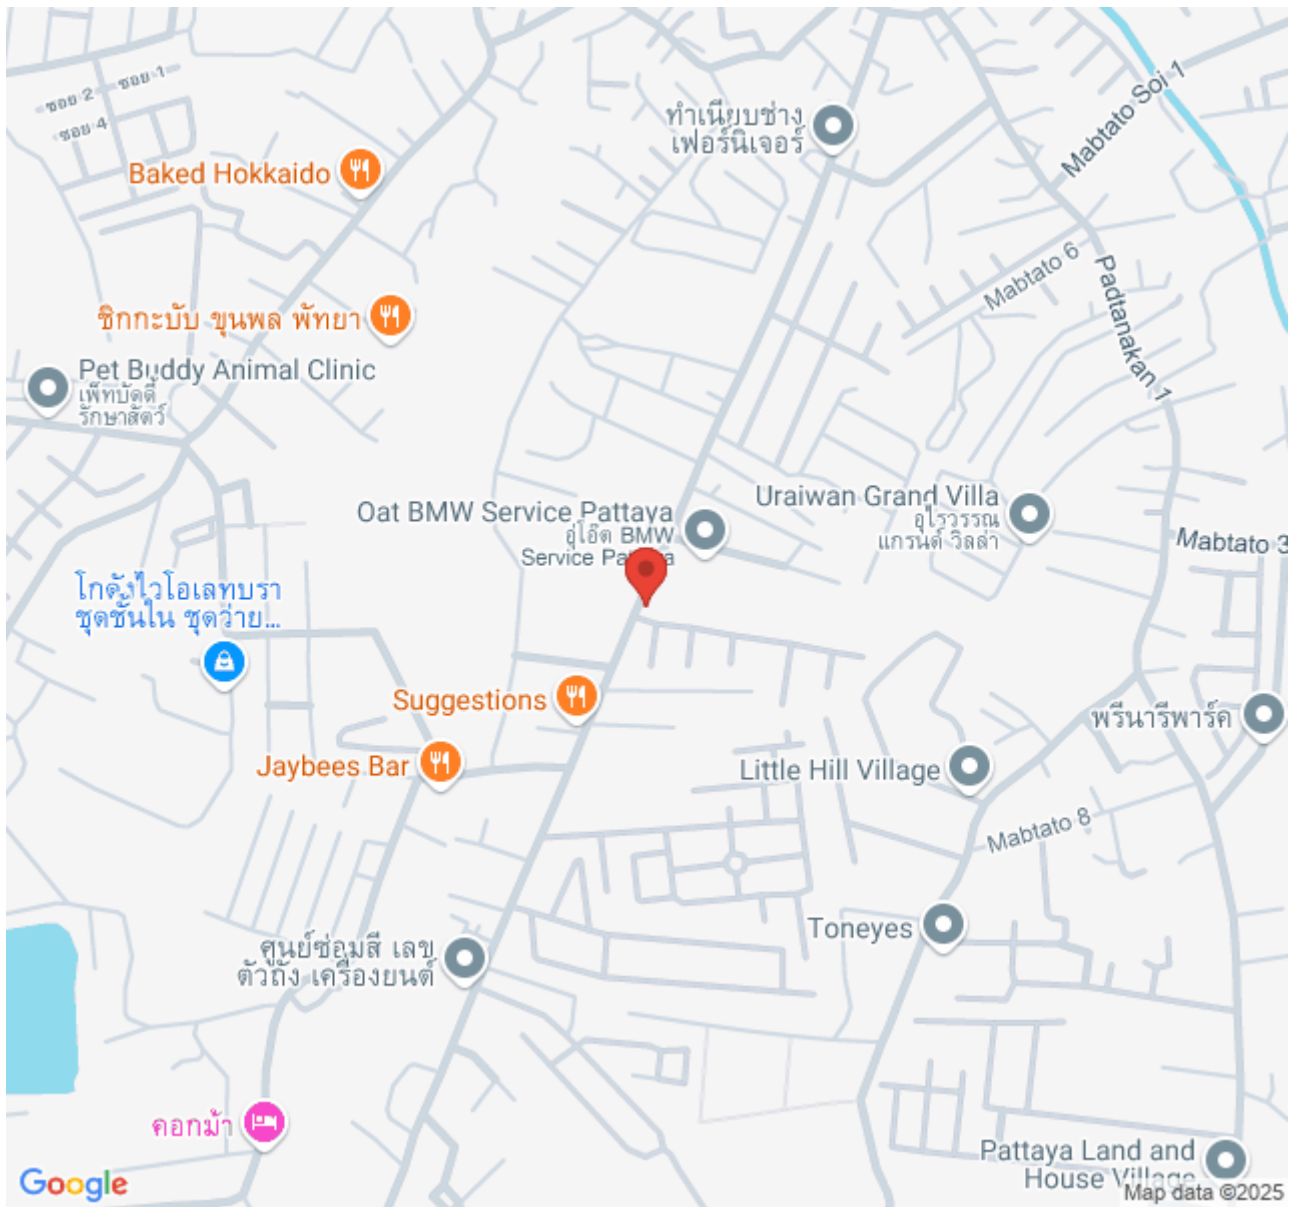 ซอย 1
ซอย 2
ซอย 4
Mabtato Soi 1
ทำเนียบช่าง
เฟอร์นิเจอร์
Baked Hokkaido
Mabtato 6
Padtanakan 1
ชิกกะบับ ขุนพล พัทยา
Pet Buddy Animal Clinic
เพ็ทบัดดี้
รักษาสัตว์
Oat BMW Service Pattaya
อู่โอ๊ต BMW
Service
Uraiwan Grand Villa
อุไรวรรณ
แกรนด์ วิลล่า
Mabtato 3
โกดังไวโอเลทบรา
ชุดชั้นใน ชุดว่าย...
Suggestions
พรีนารีพาร์ค
Jaybees Bar
Little Hill Village
Mabtato 8
Toneyes
ศูนย์ซ่อมสี เลข
ตัวถัง เครื่องยนต์
คอกม้า
Pattaya Land and
House Village
Google
Map data ©2025